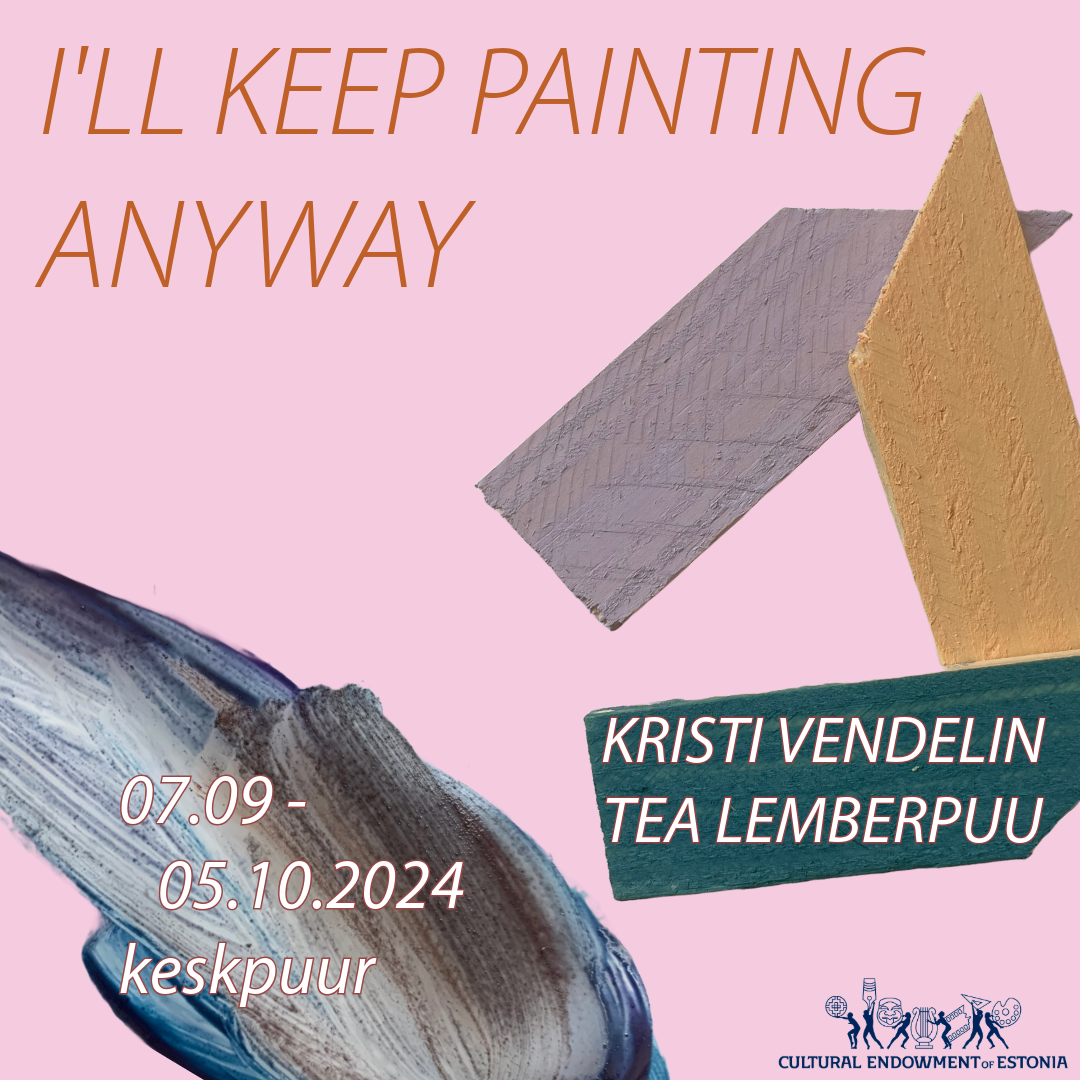 I'LL KEEP PAINTING
ANYWAY
KRISTI VENDELIN
TEA LEMBERPUU
07.09 -
05.10.2024
keskpuur
CULTURAL ENDOWMENT OF ESTONIA